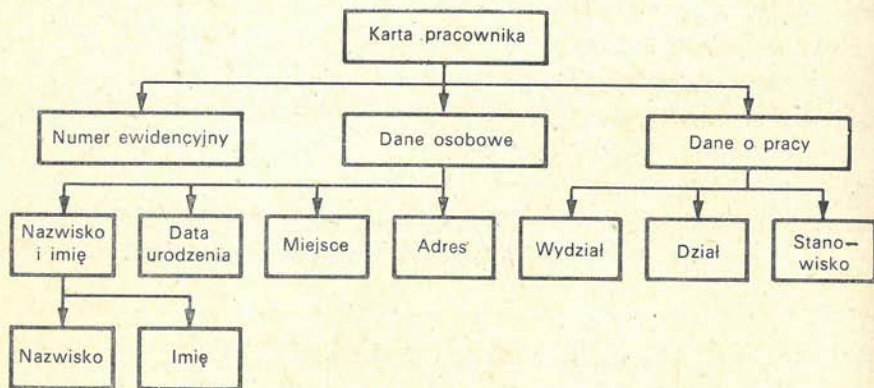 Karta pracownika
Numer ewidencyjny
Dane osobowe
Dane o pracy
Nazwisko
i imię
Data
urodzenia
Miejsce
Adres
Wydział
Dział
Stano-
wisko
Nazwisko
Imię